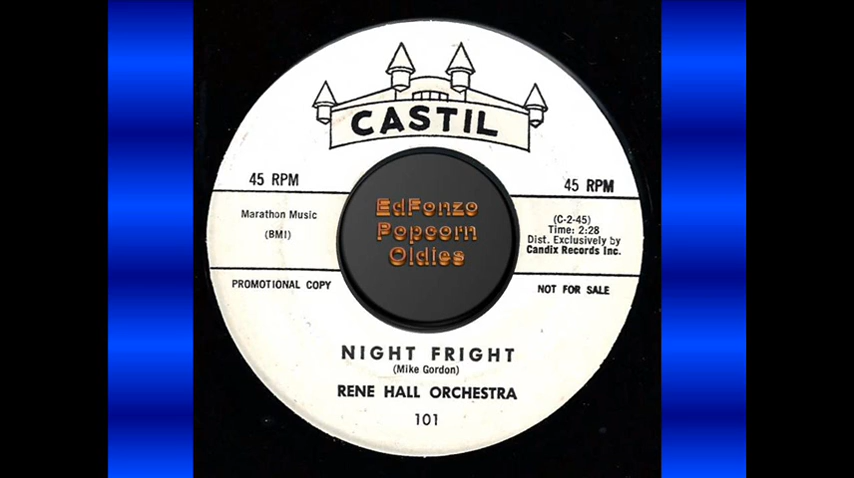 CASTIL
45 RPM
45 RPM
Marathon Music
(BMI)
(C-2-45)
Time: 2:28
Dist. Exclusively by
Candix Records Inc.
EdFonzo
Popcorn
Oldies
PROMOTIONAL COPY
NOT FOR SALE
NIGHT FRIGHT
(Mike Gordon)
RENE HALL ORCHESTRA
101